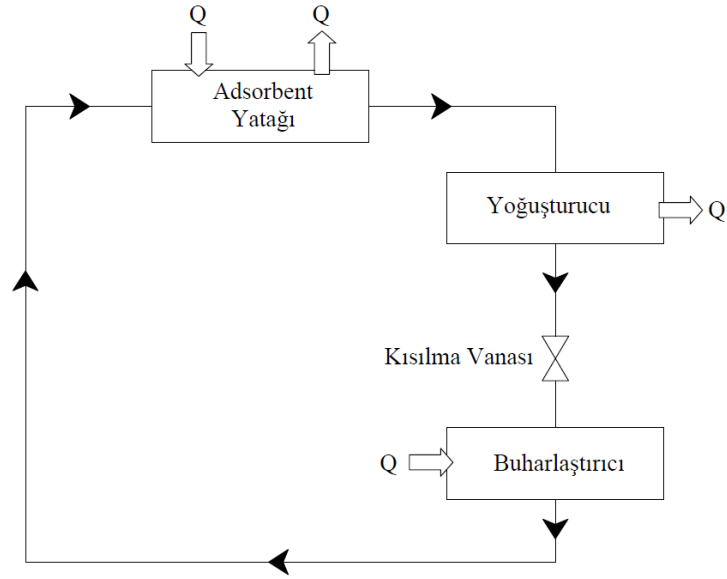 Q
Q
Adsorbent
Yatağı
Yoğuşturucu
Q
Kısılma Vanası
Q
Buharlaştırıcı